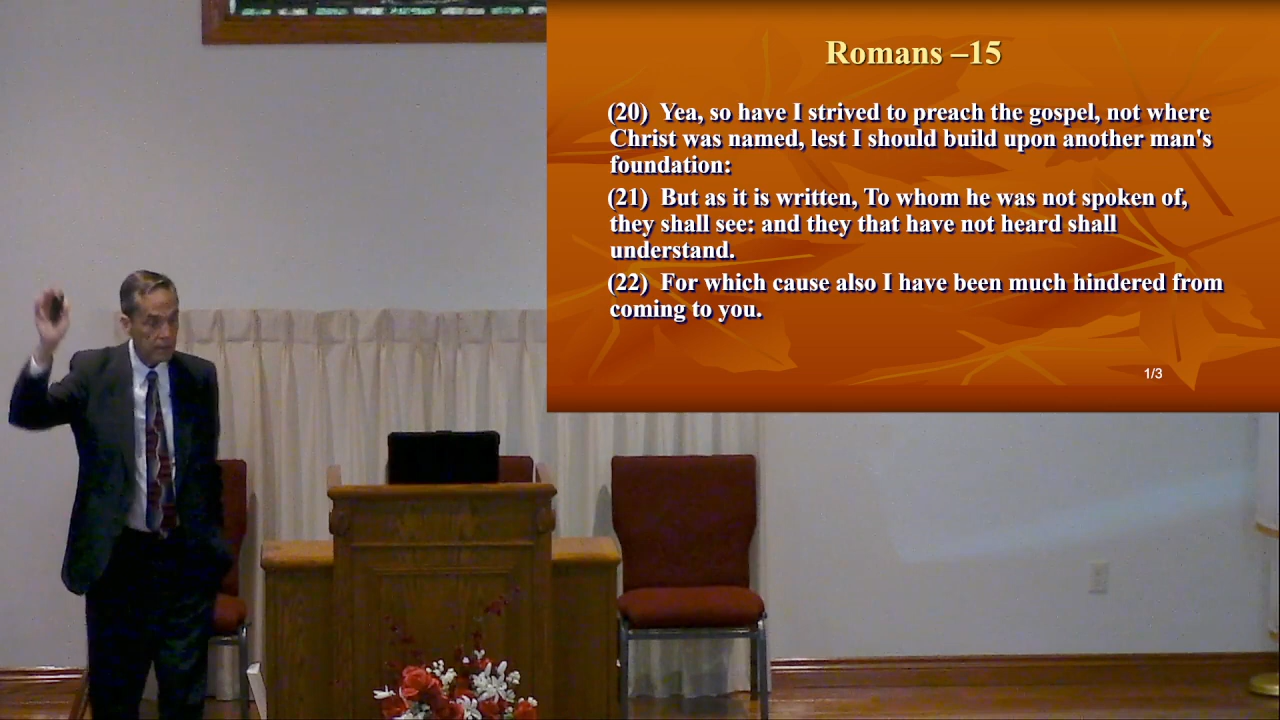 Romans –15
(20)  Yea, so have I strived to preach the gospel, not where
Christ was named, lest I should build upon another man's
foundation:
(21)  But as it is written, To whom he was not spoken of,
they shall see: and they that have not heard shall
understand.
(22)  For which cause also I have been much hindered from
coming to you.
1/3